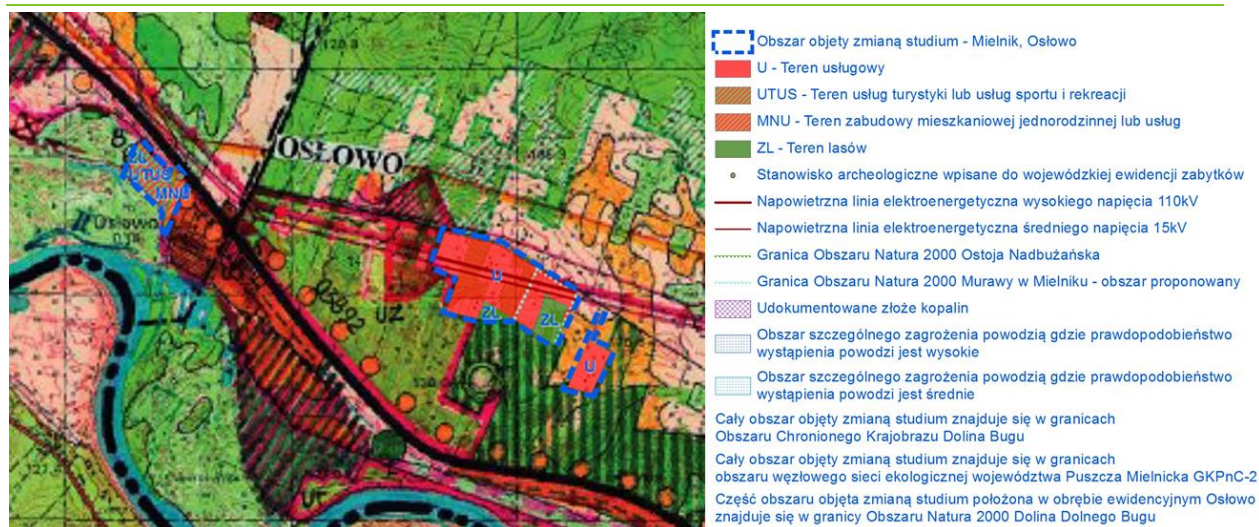 OSŁOWO
ZL
UTUS
MNU
Osłowo
U
ZL
ZL
U
UZ
UT
Obszar objety zmianą studium - Mielnik, Osłowo
U - Teren usługowy
UTUS - Teren usług turystyki lub usług sportu i rekreacji
MNU - Teren zabudowy mieszkaniowej jednorodzinnej lub usług
ZL - Teren lasów
Stanowisko archeologiczne wpisane do wojewódzkiej ewidencji zabytków
Napowietrzna linia elektroenergetyczna wysokiego napięcia 110kV
Napowietrzna linia elektroenergetyczna średniego napięcia 15kV
Granica Obszaru Natura 2000 Ostoja Nadbużańska
Granica Obszaru Natura 2000 Murawy w Mielniku - obszar proponowany
Udokumentowane złoże kopalin
Obszar szczególnego zagrożenia powodzią gdzie prawdopodobieństwo
wystąpienia powodzi jest wysokie
Obszar szczególnego zagrożenia powodzią gdzie prawdopodobieństwo
wystąpienia powodzi jest średnie
Cały obszar objęty zmianą studium znajduje się w granicach
Obszaru Chronionego Krajobrazu Dolina Bugu
Cały obszar objęty zmianą studium znajduje się w granicach
obszaru węzłowego sieci ekologicznej województwa Puszcza Mielnicka GKPnC-2
Część obszaru objęta zmianą studium położona w obrębie ewidencyjnym Osłowo
znajduje się w granicy Obszaru Natura 2000 Dolina Dolnego Bugu